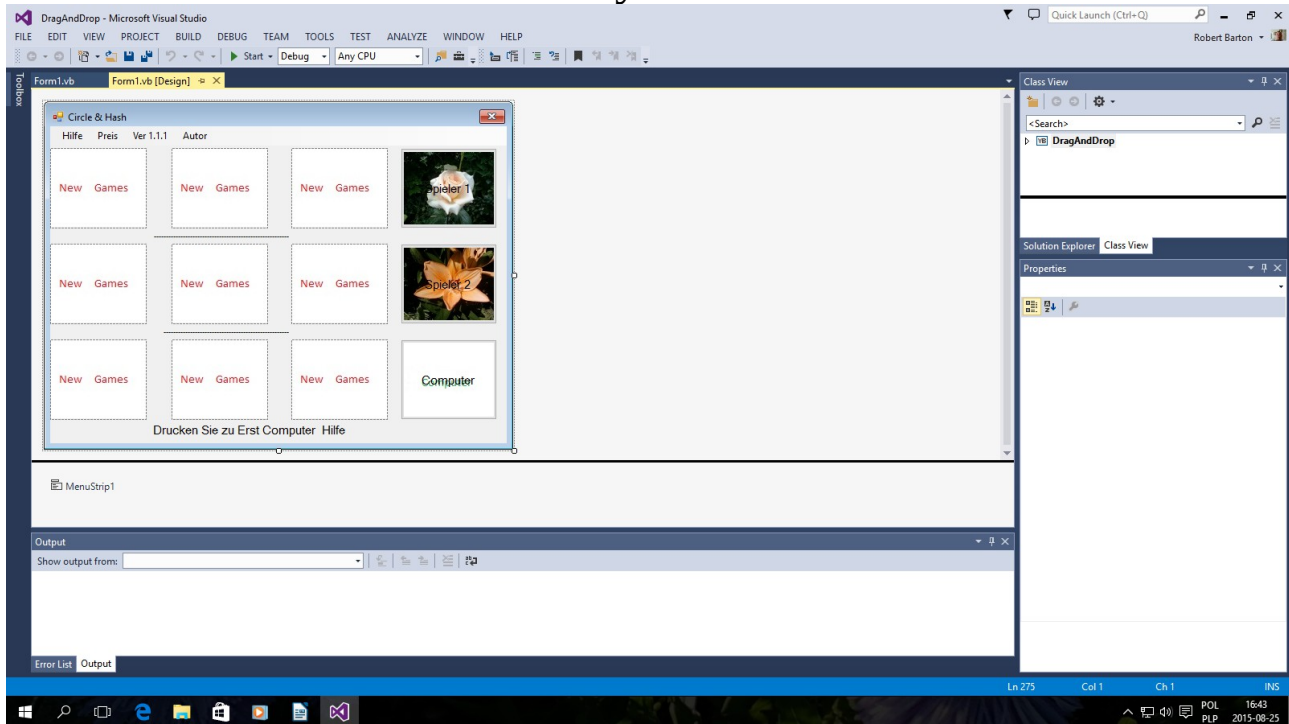 DragAndDrop - Microsoft Visual Studio
Quick Launch (Ctrl+Q)
FILE EDIT VIEW PROJECT BUILD DEBUG TEAM TOOLS TEST ANALYZE WINDOW HELP
Robert Barton
Start Debug Any CPU
Toolbox
Form1.vb Form1.vb [Design]
Circle & Hash
Hilfe Preis Ver 1.1.1 Autor
New Games New Games New Games Spieler 1
New Games New Games New Games Spieler 2
New Games New Games New Games Computer
Computer
Drucken Sie zu Erst Computer Hilfe
MenuStrip1
Output
Show output from:
Error List Output
Class View
<Search>
VB DragAndDrop
Solution Explorer Class View
Properties
Ln 275 Col 1 Ch 1 INS
POL 16:43
PLP 2015-08-25